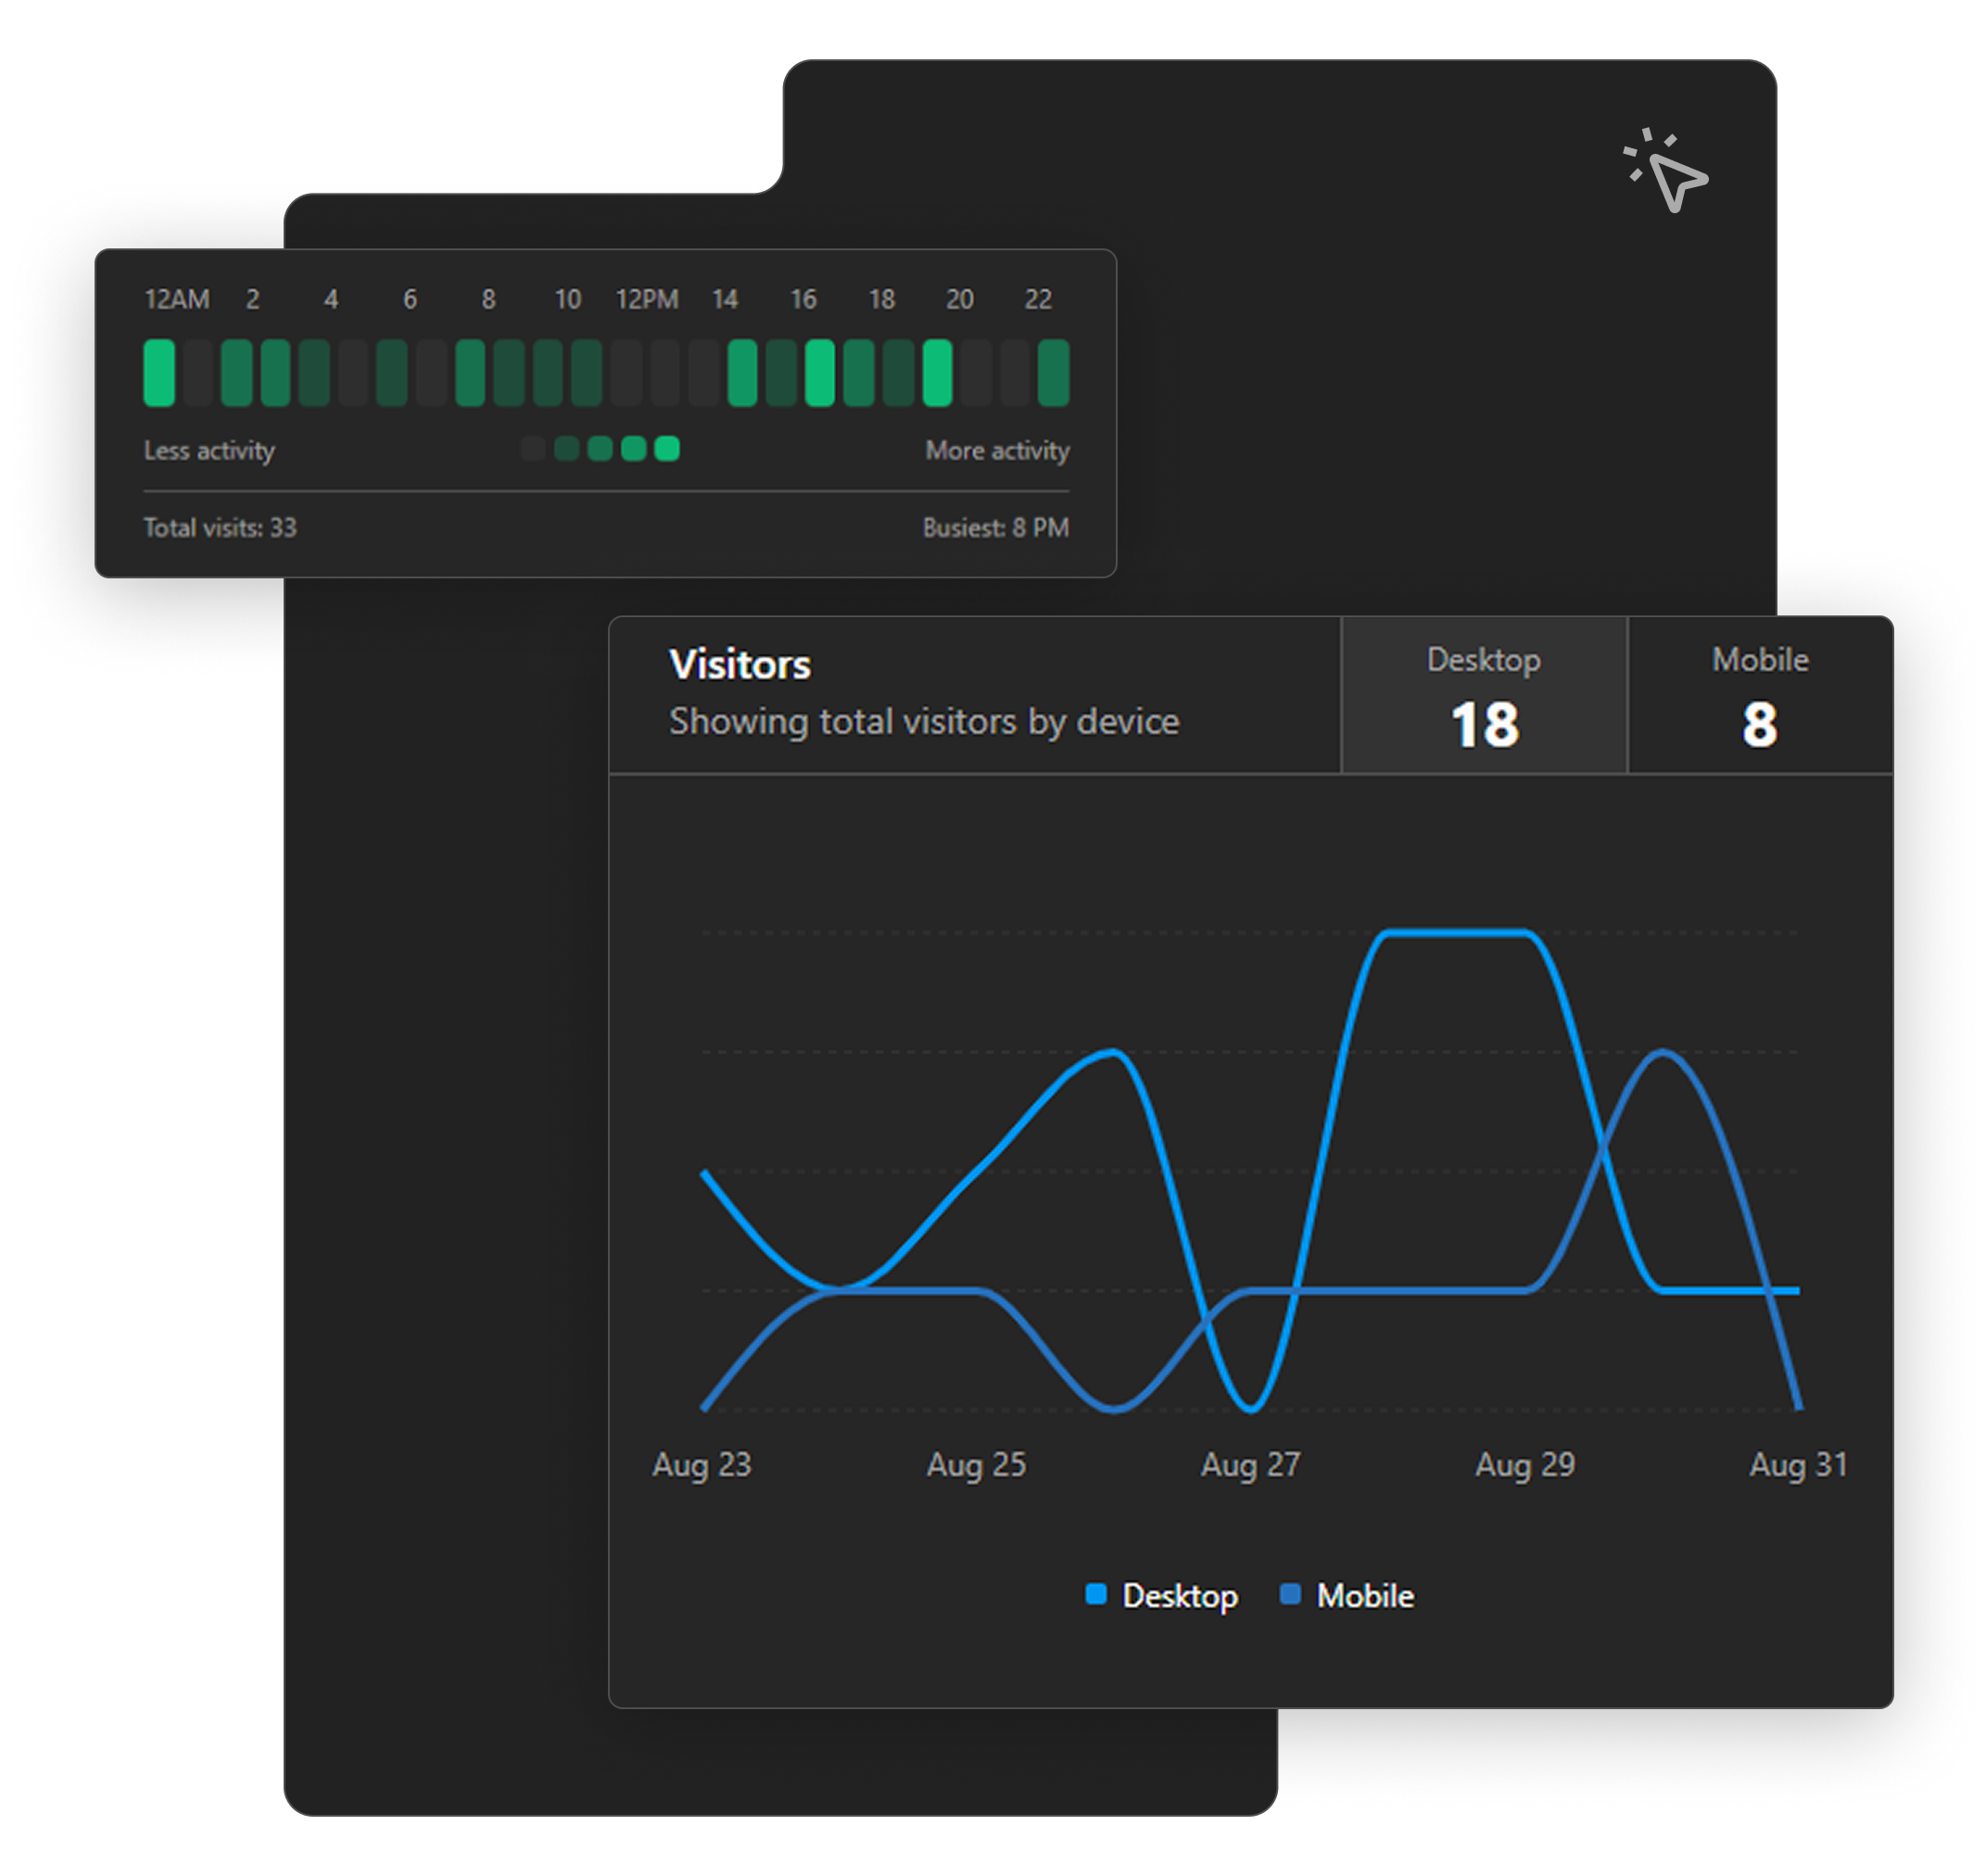 12AM 2 4 6 8 10 12PM 14 16 18 20 22
Less activity More activity
Total visits: 33 Busiest: 8 PM
Visitors
Showing total visitors by device
Desktop
18
Mobile
8
Aug 23 Aug 25 Aug 27 Aug 29 Aug 31
Desktop Mobile